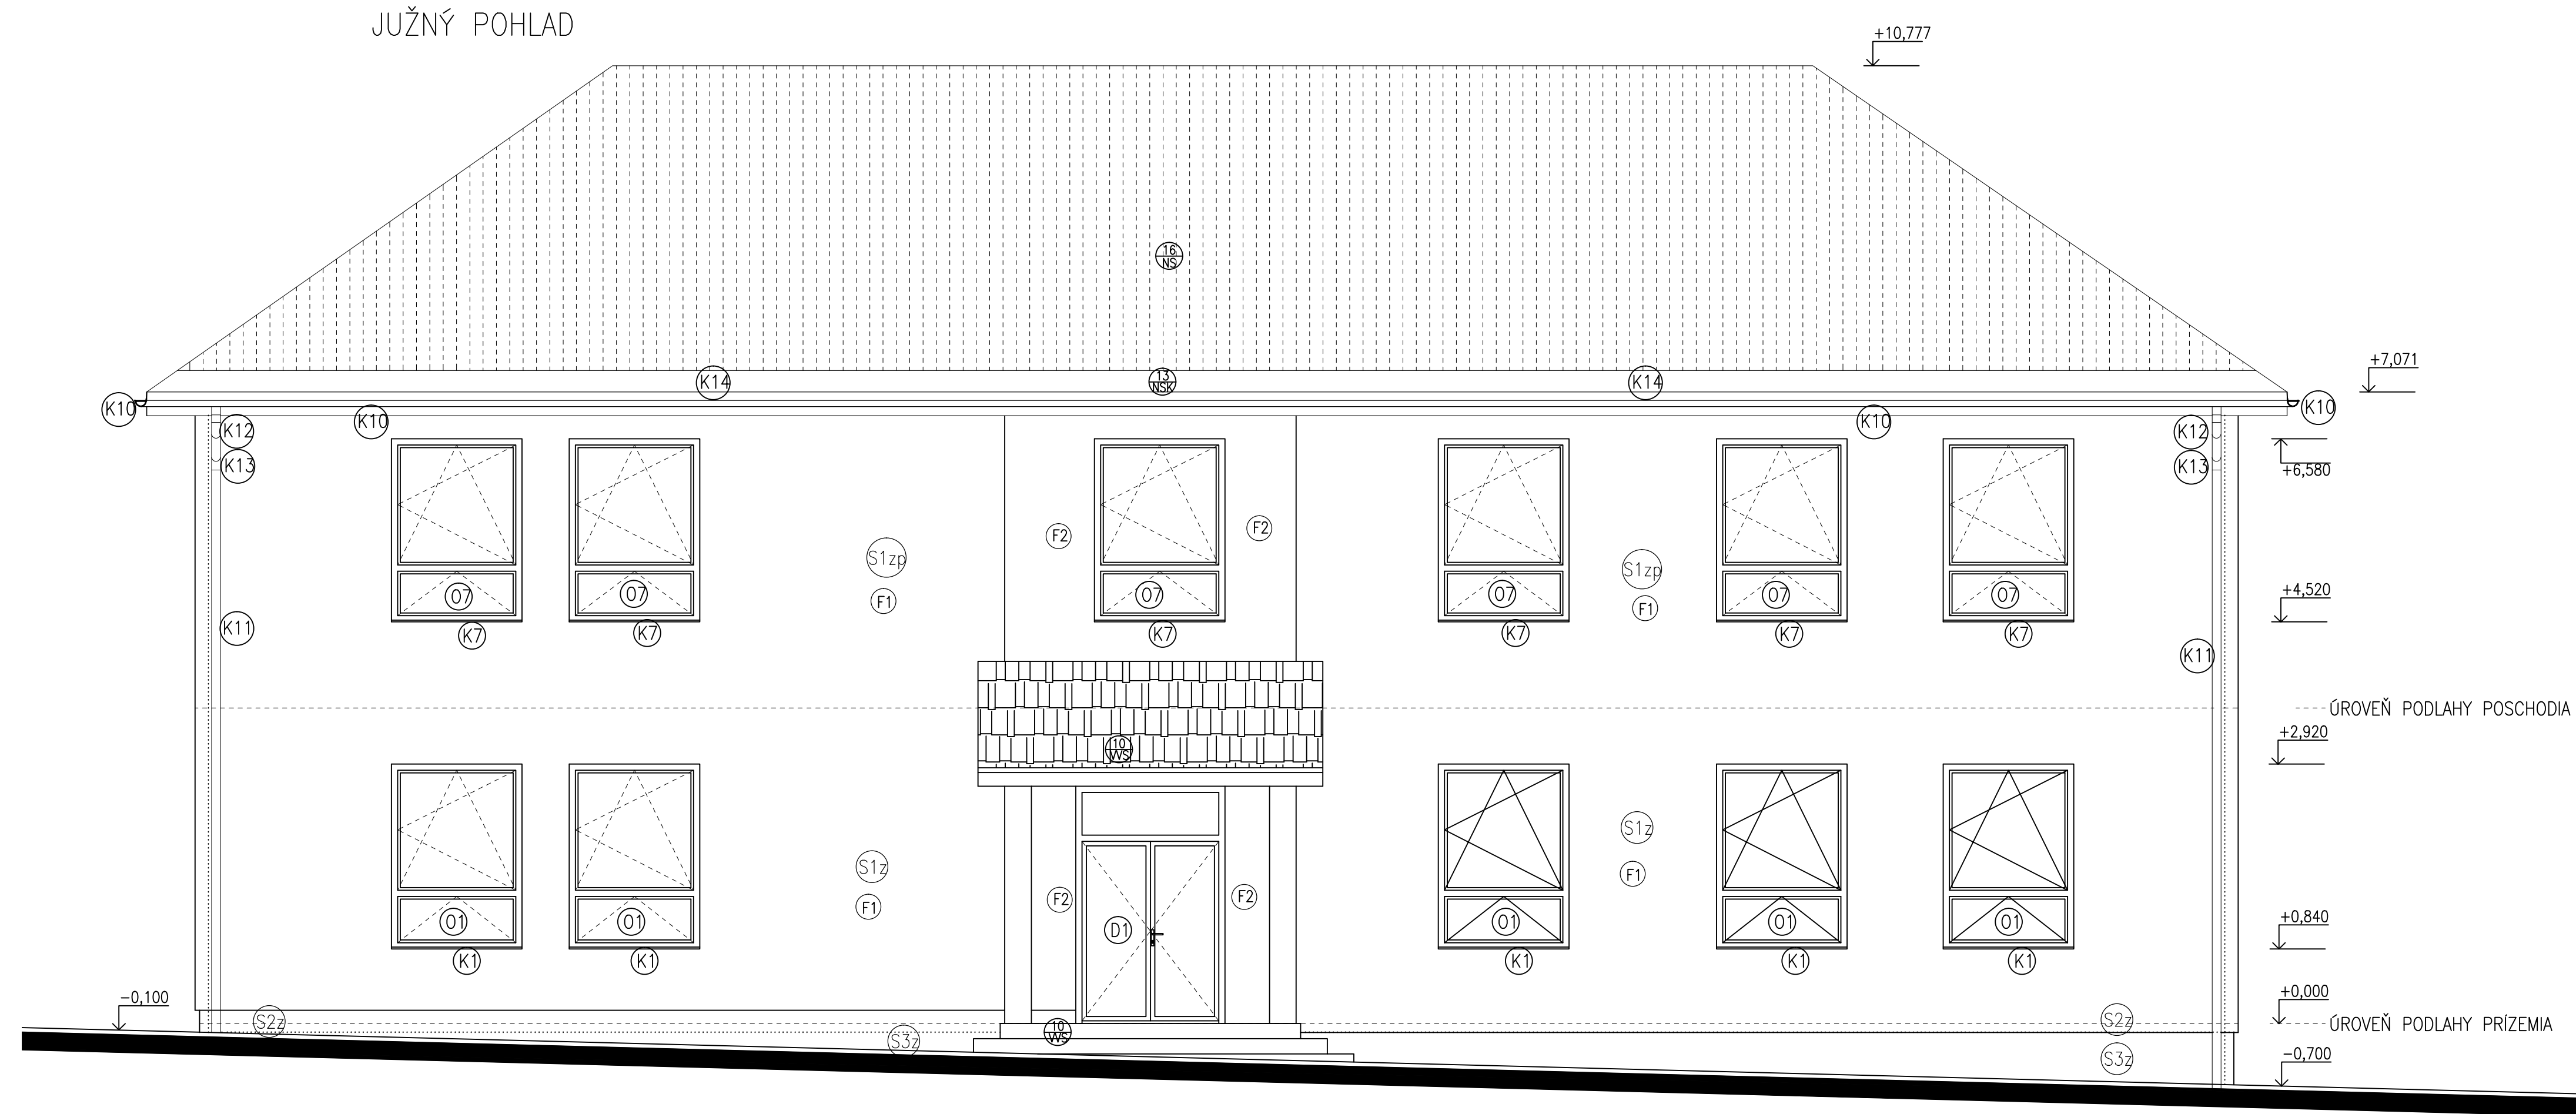 JUŽNÝ POHLAD
+10,777
16
NS
+7,071
K14
13
NSK
K14
K10
K10
K10
K10
K12
K12
K13
K13
+6,580
F2
F2
S1zp
S1zp
F1
F1
O7
O7
O7
O7
O7
O7
+4,520
K7
K7
K7
K7
K7
K7
K11
K11
ÚROVEŇ PODLAHY POSCHODIA
+2,920
10
WS
S1z
S1z
F1
F1
F2
F2
D1
O1
O1
O1
O1
O1
+0,840
K1
K1
K1
K1
K1
-0,100
+0,000
S2z
S2z
ÚROVEŇ PODLAHY PRÍZEMIA
10
WS
S3z
S3z
-0,700